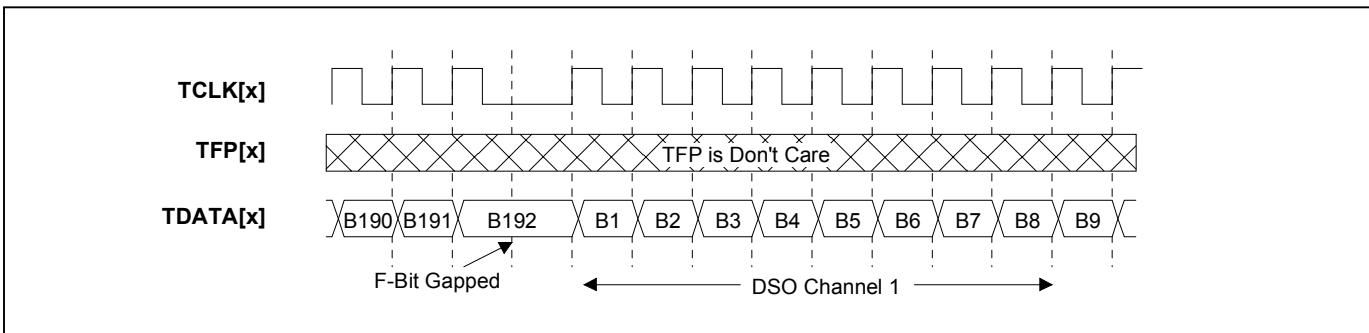 TCLK[x]
TFP[x]
TFP is Don't Care
TDATA[x]
B190 B191 B192 B1 B2 B3 B4 B5 B6 B7 B8 B9
F-Bit Gapped
DSO Channel 1